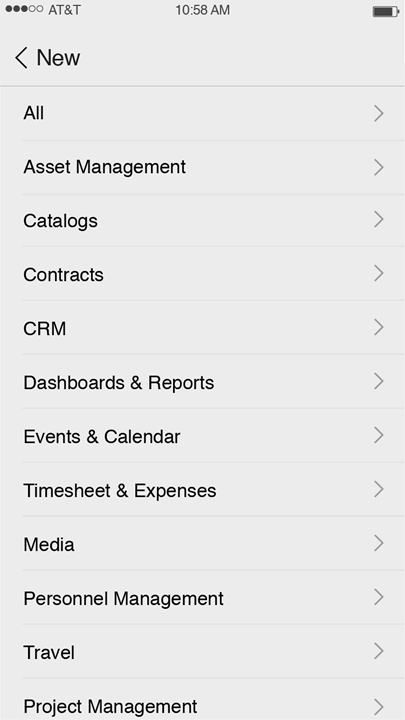 AT&T 10:58 AM
New
All
Asset Management
Catalogs
Contracts
CRM
Dashboards & Reports
Events & Calendar
Timesheet & Expenses
Media
Personnel Management
Travel
Project Management